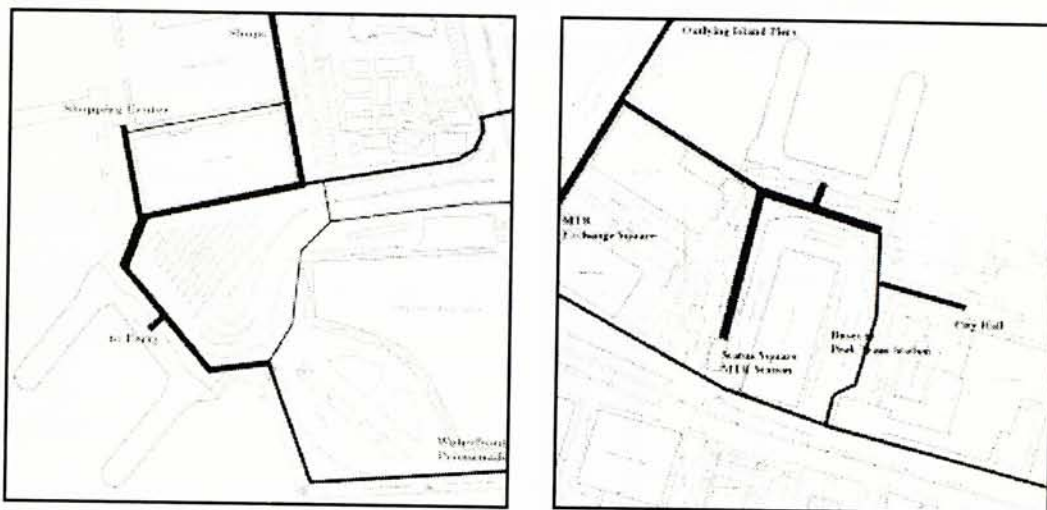 Shops
Shopping Center
to Ferry
Waterfront
Promenade
Outlying Island Piers
MTR
Exchange Square
Statue Square
MTR Station
Buses to
Peak Tram Station
City Hall